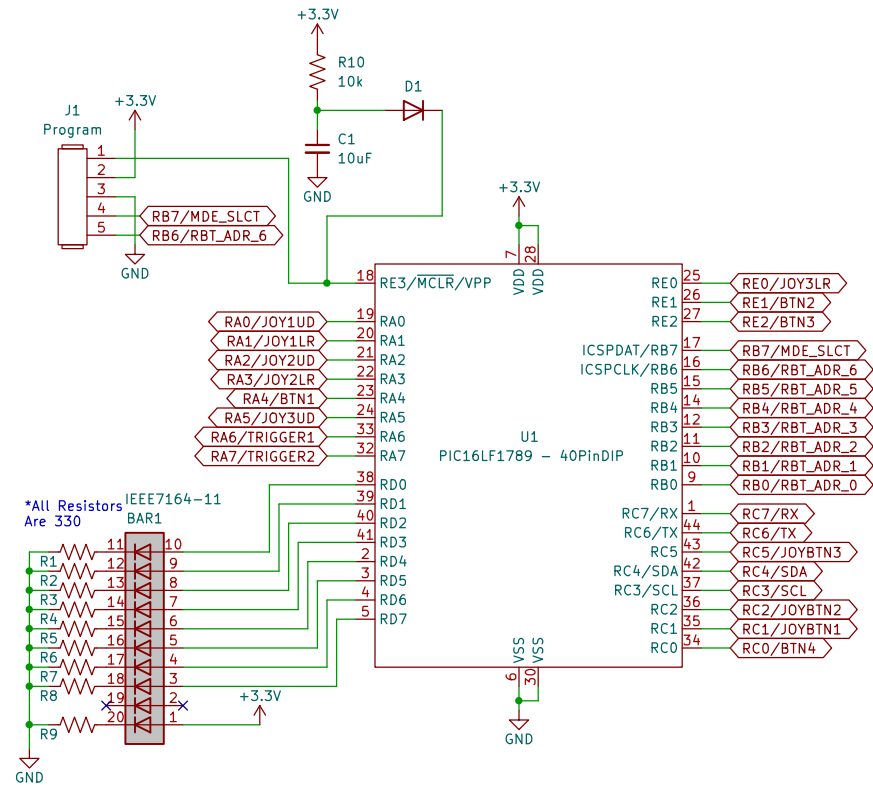 +3.3V
R10
10k
D1
C1
10uF
GND
J1
Program
+3.3V
1
2
3
4
5
RB7/MDE_SLCT
RB6/RBT_ADR_6
GND
+3.3V
7
28
VDD
VDD
18
RE3/MCLR/VPP
19
20
21
22
23
24
33
32
RA0/JOY1UD
RA1/JOY1LR
RA2/JOY2UD
RA3/JOY2LR
RA4/BTN1
RA5/JOY3UD
RA6/TRIGGER1
RA7/TRIGGER2
RA0
RA1
RA2
RA3
RA4
RA5
RA6
RA7
38
39
40
41
2
3
4
5
RD0
RD1
RD2
RD3
RD4
RD5
RD6
RD7
U1
PIC16LF1789 - 40PinDIP
RE0
RE1
RE2
25
26
27
RE0/JOY3LR
RE1/BTN2
RE2/BTN3
ICSPDAT/RB7
ICSPCLK/RB6
RB5
RB4
RB3
RB2
RB1
RB0
17
16
15
14
12
11
10
9
RB7/MDE_SLCT
RB6/RBT_ADR_6
RB5/RBT_ADR_5
RB4/RBT_ADR_4
RB3/RBT_ADR_3
RB2/RBT_ADR_2
RB1/RBT_ADR_1
RB0/RBT_ADR_0
RC7/RX
RC6/TX
RC5
RC4/SDA
RC3/SCL
RC2
RC1
RC0
1
44
43
42
37
36
35
34
RC7/RX
RC6/TX
RC5/JOYBTN3
RC4/SDA
RC3/SCL
RC2/JOYBTN2
RC1/JOYBTN1
RC0/BTN4
VSS
VSS
6
30
GND
*All Resistors
Are 330
IEEE7164-11
BAR1
R1
R2
R3
R4
R5
R6
R7
R8
R9
11
12
13
14
15
16
17
18
19
20
10
9
8
7
6
5
4
3
2
1
+3.3V
GND